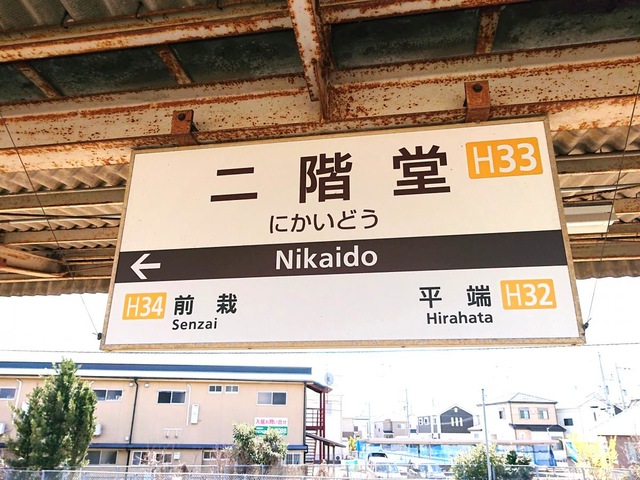 二階堂 H33
にかいどう
← Nikaido
H34 前栽 平端 H32
Senzai Hirahata